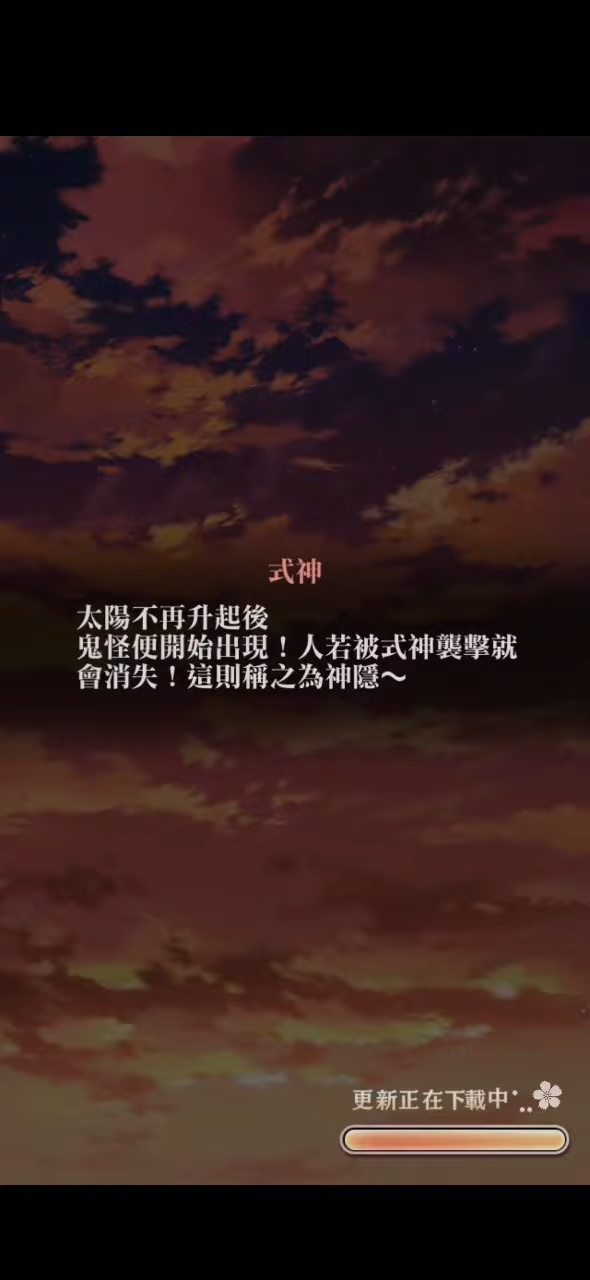 式神
太陽不再升起後
鬼怪便開始出現！人若被式神襲擊就
會消失！這則稱之為神隱～
更新正在下載中